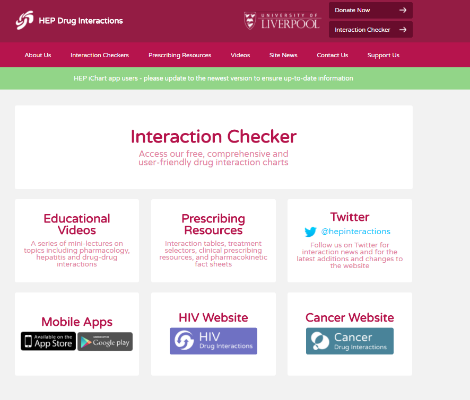 HEP Drug Interactions
UNIVERSITY OF
LIVERPOOL
Donate Now
Interaction Checker
About Us
Interaction Checkers
Prescribing Resources
Videos
Site News
Contact Us
Support Us
HEP iChart app users - please update to the newest version to ensure up-to-date information
Interaction Checker
Access our free, comprehensive and
user-friendly drug interaction charts
Educational
Videos
A series of mini-lectures on
topics including pharmacology,
hepatitis and drug-drug
interactions
Prescribing
Resources
Interaction tables, treatment
selectors, clinical prescribing
resources, and pharmacokinetic
fact sheets
Twitter
@hepinteractions
Follow us on Twitter for
interaction news and for the
latest additions and changes to
the website
Mobile Apps
Available on the
App Store
Google play
HIV Website
HIV
Drug Interactions
Cancer Website
Cancer
Drug Interactions